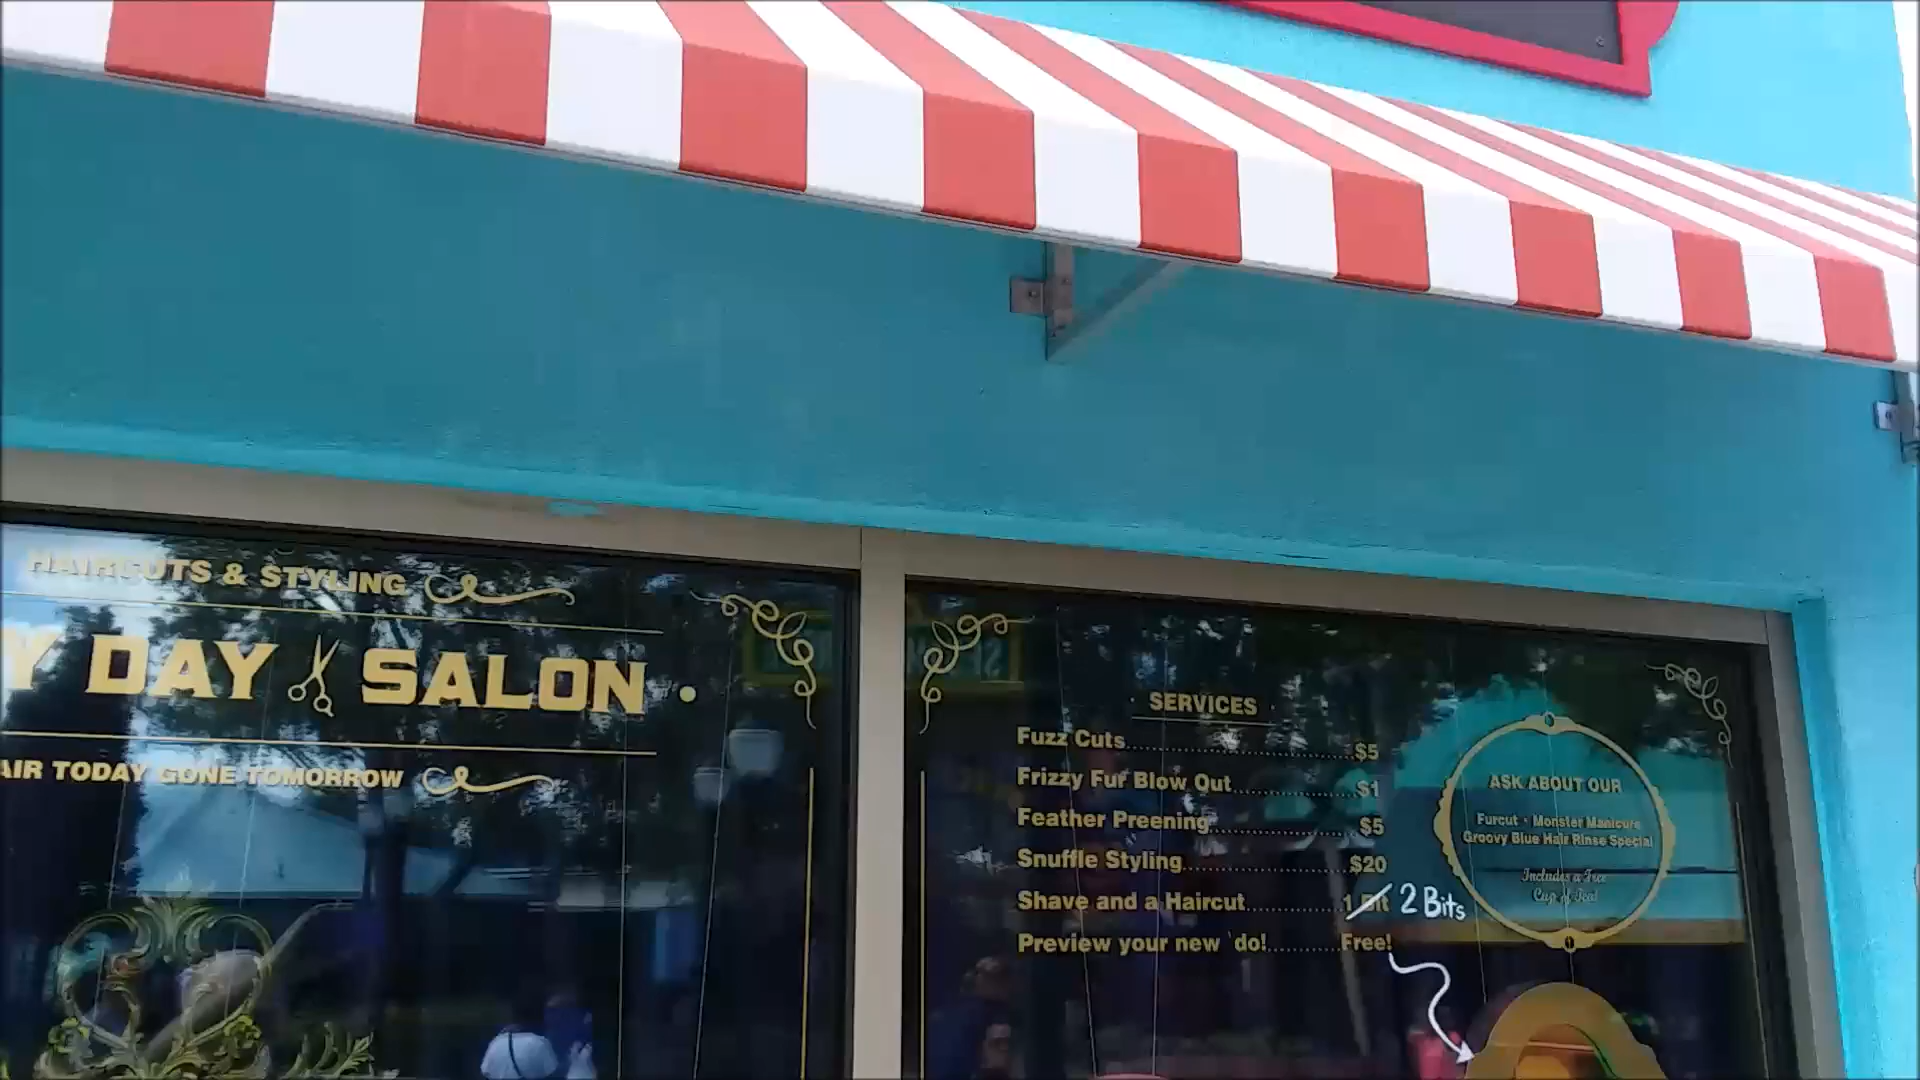 HAIRCUTS & STYLING
Y DAY SALON
AIR TODAY GONE TOMORROW
SERVICES
Fuzz Cuts..............................$5
Frizzy Fur Blow Out................$1
Feather Preening...................$5
Snuffle Styling.....................$20
Shave and a Haircut............1 Bit 2 Bits
Preview your new 'do!.........Free!
ASK ABOUT OUR
Furcut • Monster Manicure
Groovy Blue Hair Rinse Special
Includes a Free
Cup of Tea!